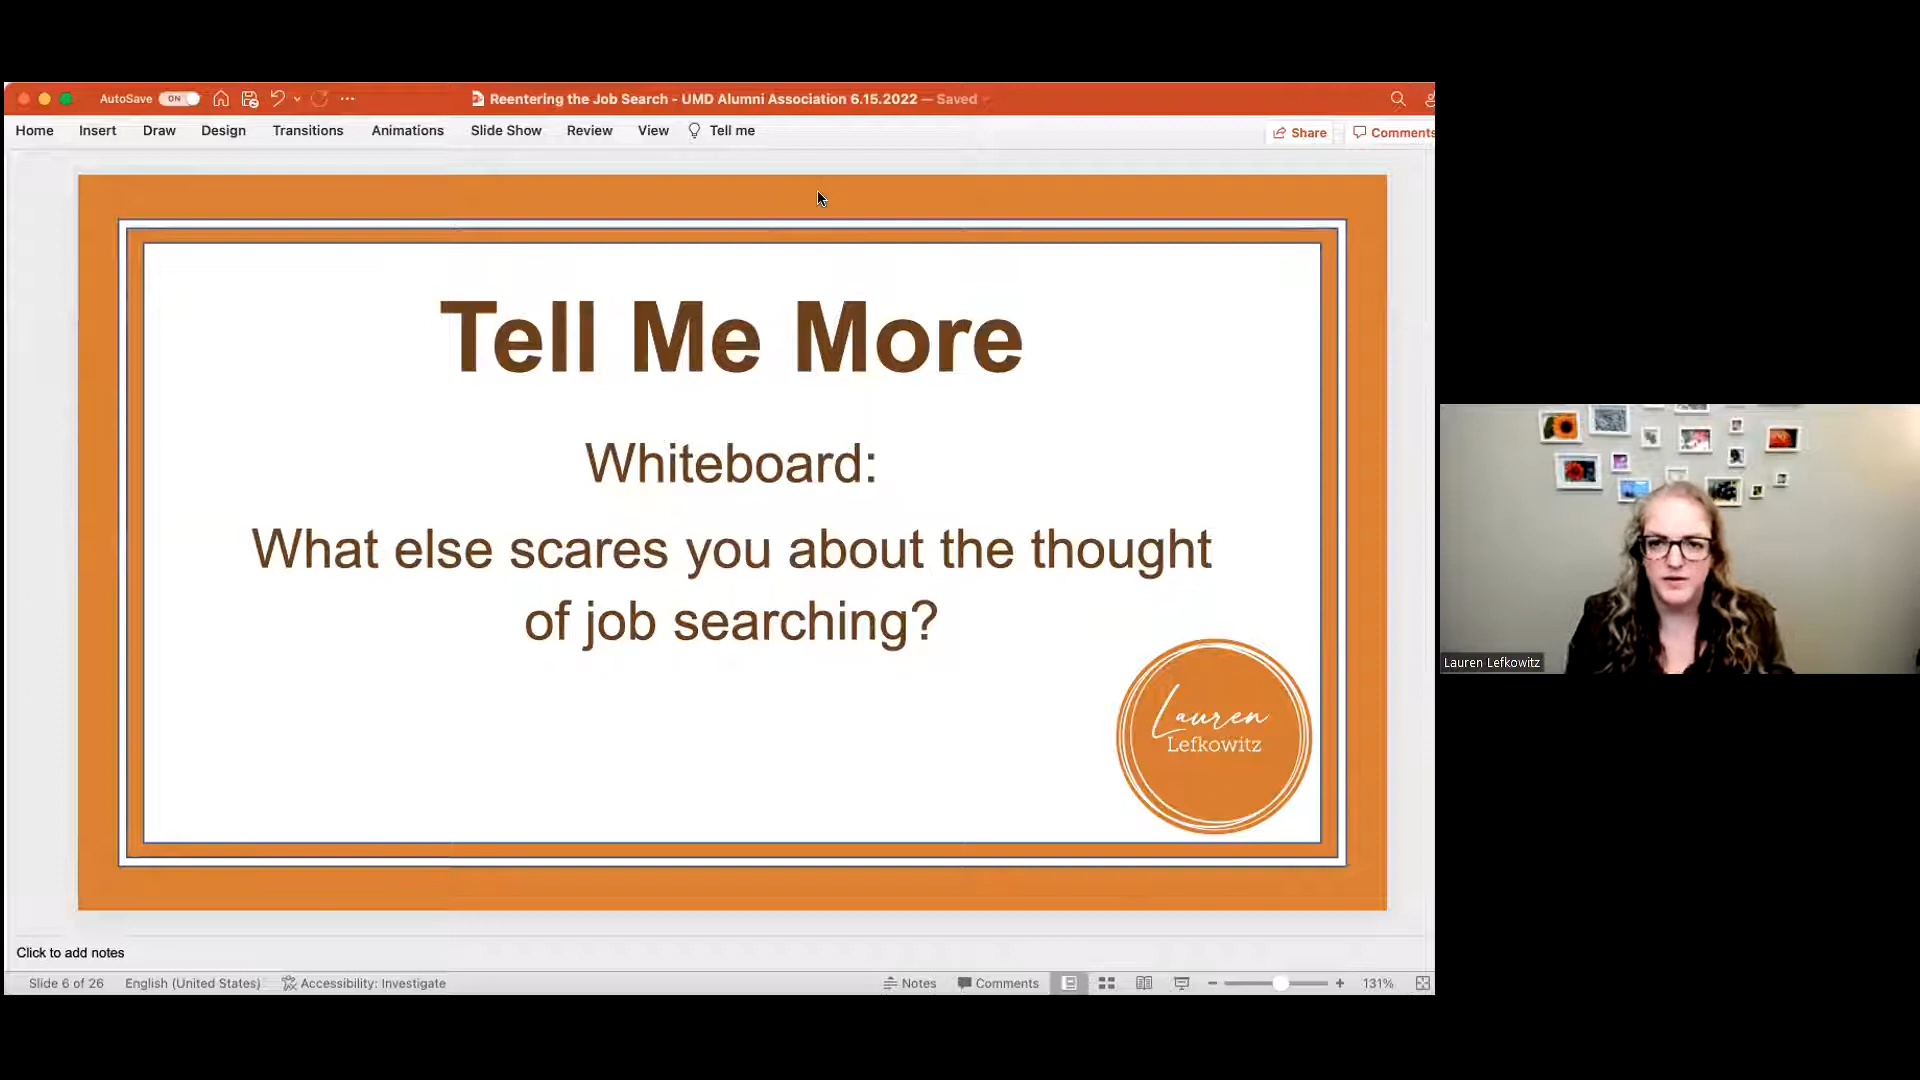 AutoSave ON
Reentering the Job Search - UMD Alumni Association 6.15.2022 — Saved
Home Insert Draw Design Transitions Animations Slide Show Review View Tell me
Share Comments
Tell Me More
Whiteboard:
What else scares you about the thought
of job searching?
Lauren
Lefkowitz
Lauren Lefkowitz
Click to add notes
Slide 6 of 26 English (United States) Accessibility: Investigate Notes Comments 131%